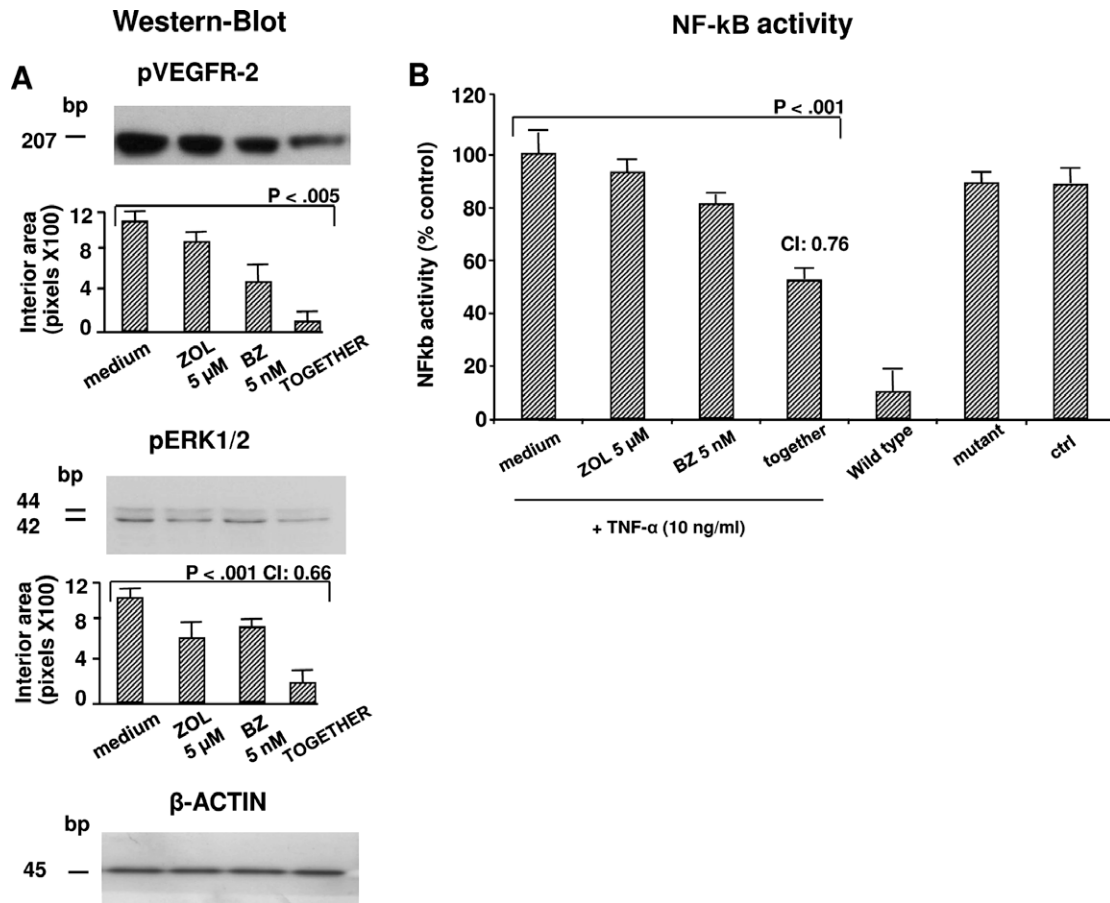 Western-Blot
NF-kB activity
A
pVEGFR-2
bp
207
P < .005
Interior area
(pixels X100)
12
8
4
0
medium
ZOL
5 µM
BZ
5 nM
TOGETHER
pERK1/2
bp
44
42
P < .001 CI: 0.66
Interior area
(pixels X100)
12
8
4
0
medium
ZOL
5 µM
BZ
5 nM
TOGETHER
β-ACTIN
bp
45
B
NFkb activity (% control)
120
100
80
60
40
20
0
P < .001
CI: 0.76
medium
ZOL 5 µM
BZ 5 nM
together
Wild type
mutant
ctrl
+ TNF-α (10 ng/ml)